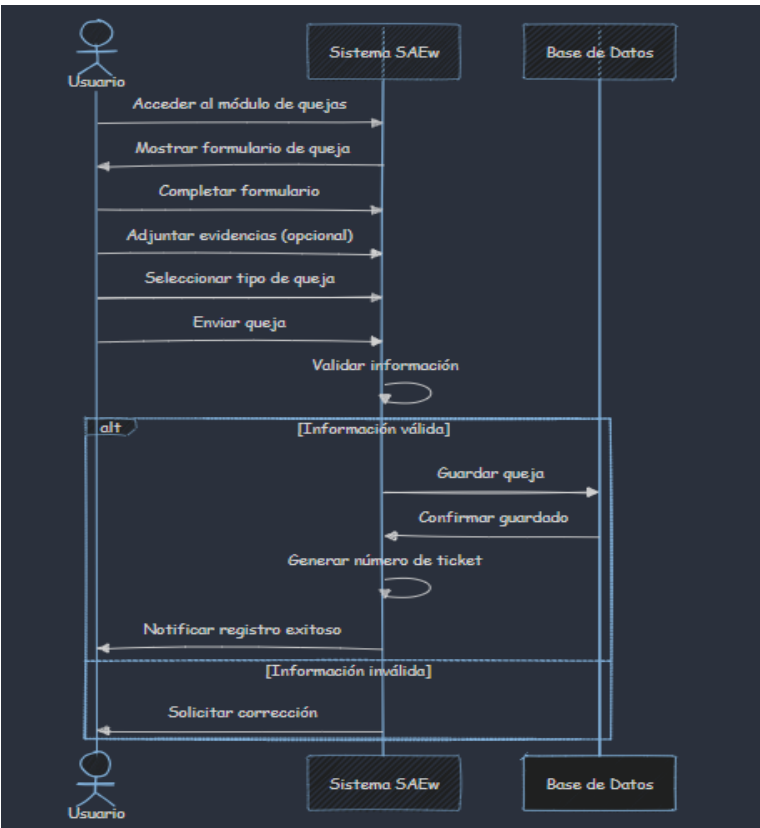 Sistema SAEw
Base de Datos
Usuario
Acceder al módulo de quejas
Mostrar formulario de queja
Completar formulario
Adjuntar evidencias (opcional)
Seleccionar tipo de queja
Enviar queja
Validar información
alt
[Información válida]
Guardar queja
Confirmar guardado
Generar número de ticket
Notificar registro exitoso
[Información inválida]
Solicitar corrección
Sistema SAEw
Base de Datos
Usuario